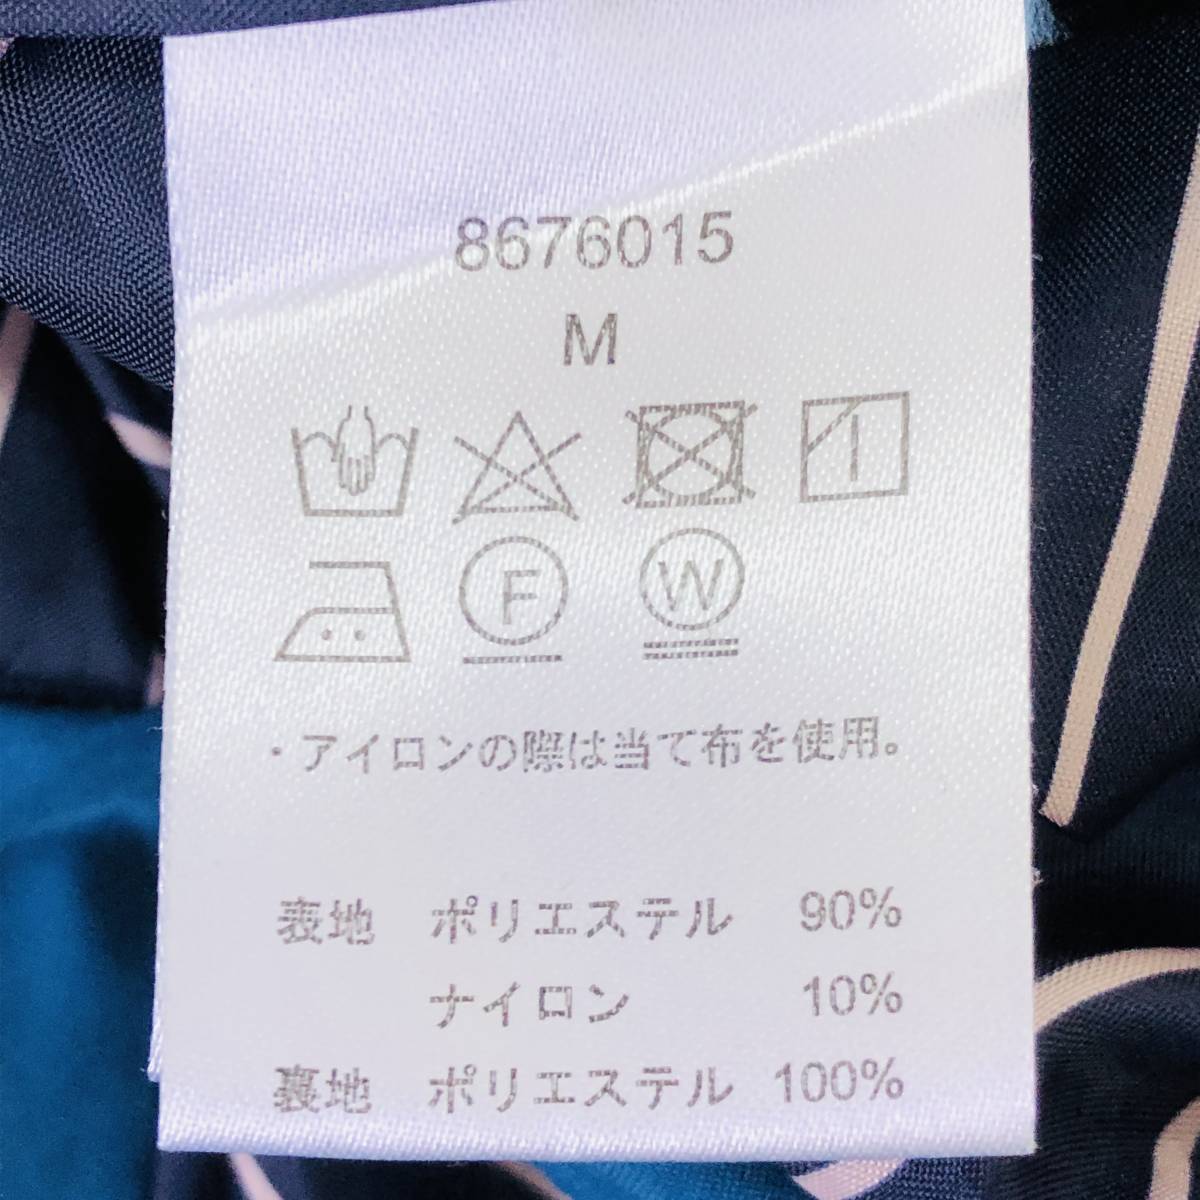 8676015
M
F W
・アイロンの際は当て布を使用。
表地 ポリエステル 90%
ナイロン 10%
裏地 ポリエステル 100%